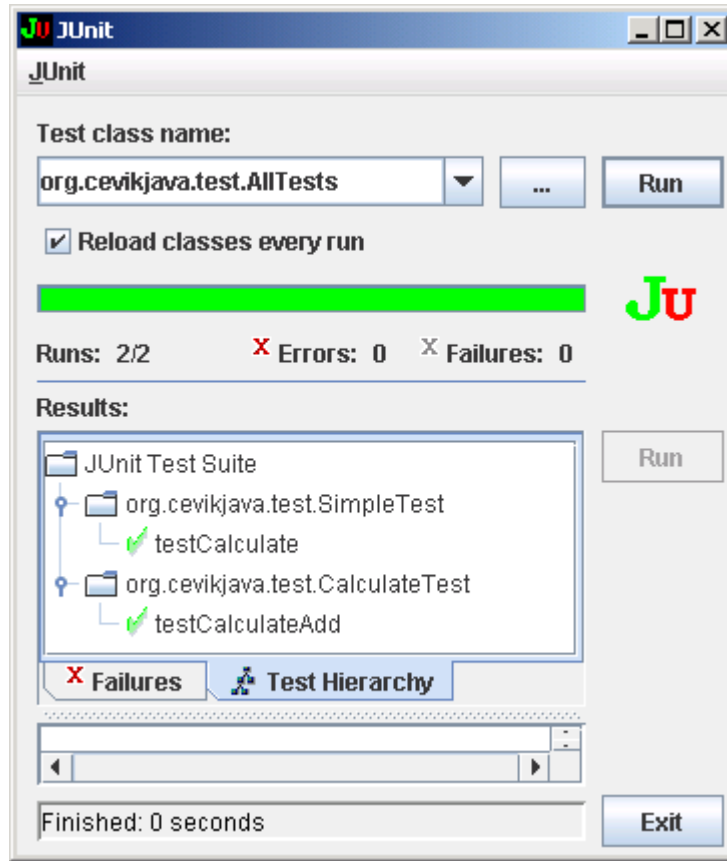 JU JUnit
JUnit
Test class name:
org.cevikjava.test.AllTests ... Run
Reload classes every run
JU
Runs: 2/2 X Errors: 0 X Failures: 0
Results:
Run
JUnit Test Suite
org.cevikjava.test.SimpleTest
testCalculate
org.cevikjava.test.CalculateTest
testCalculateAdd
X Failures Test Hierarchy
Finished: 0 seconds Exit